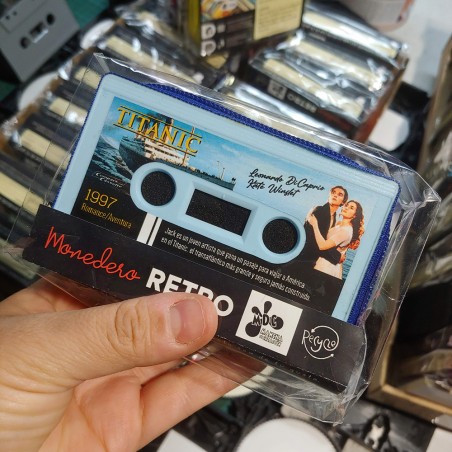 TITANIC
Leonardo DiCaprio
Kate Winslet
1997
Romance/Aventura
Jack es un joven artista que gana un pasaje para viajar a América
en el Titanic, el transatlántico más grande y seguro jamás construido.
Monedero
RETRO
Recyclo